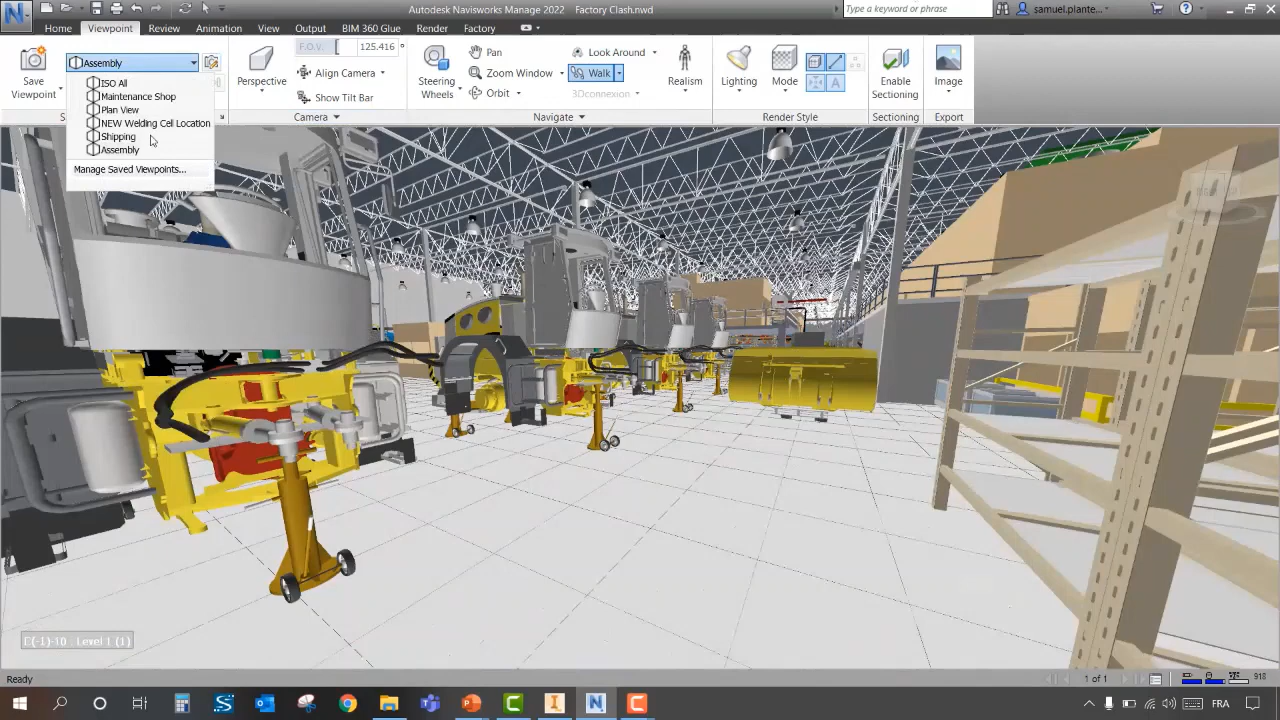 Autodesk Navisworks Manage 2022 Factory Clash.nwd
Type a keyword or phrase
samuel.plante...
Home Viewpoint Review Animation View Output BIM 360 Glue Render Factory
Save
Viewpoint
Assembly
ISO All
Maintenance Shop
Plan View
NEW Welding Cell Location
Shipping
Assembly
Manage Saved Viewpoints...
Perspective
F.O.V. 125.416 °
Align Camera
Show Tilt Bar
Camera
Steering
Wheels
Pan
Zoom Window
Orbit
Look Around
Walk
3Dconnexion
Realism
Navigate
Lighting
Mode
Render Style
Enable
Sectioning
Sectioning
Image
Export
Ready
1 of 1
918
FRA